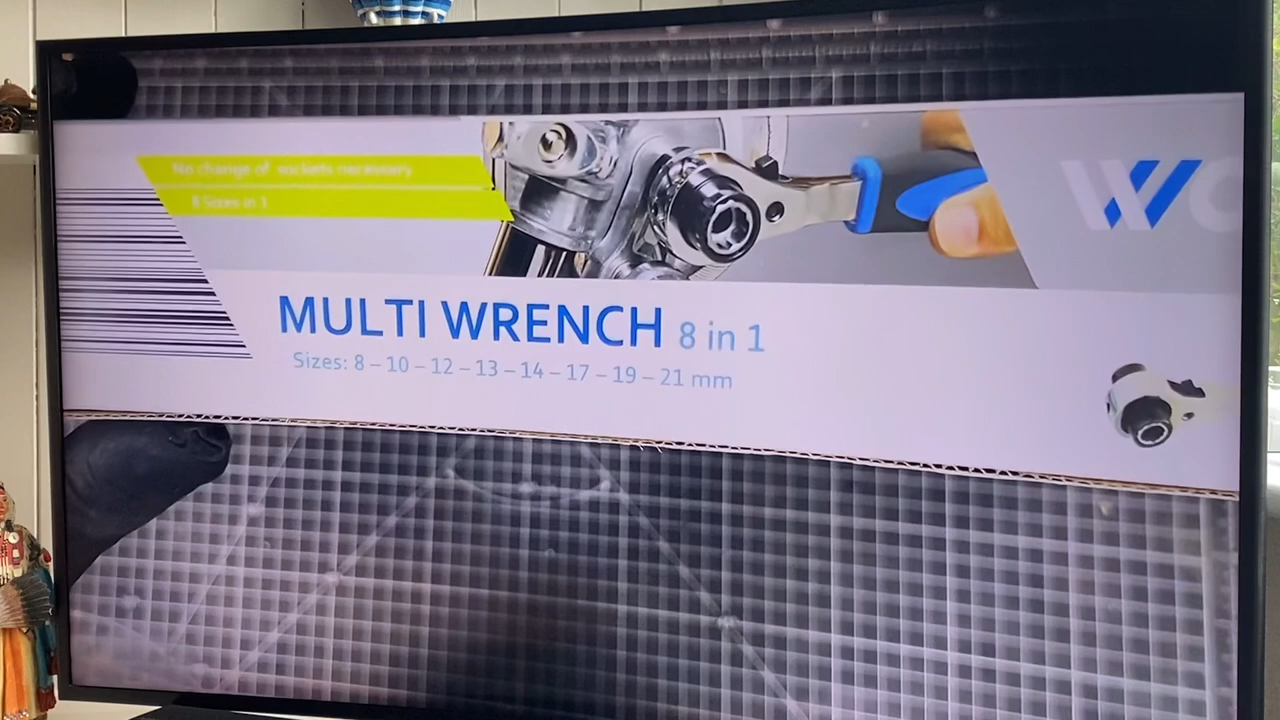 No change of sockets necessary
8 Sizes in 1
WO
MULTI WRENCH 8 in 1
Sizes: 8 – 10 – 12 – 13 – 14 – 17 – 19 – 21 mm